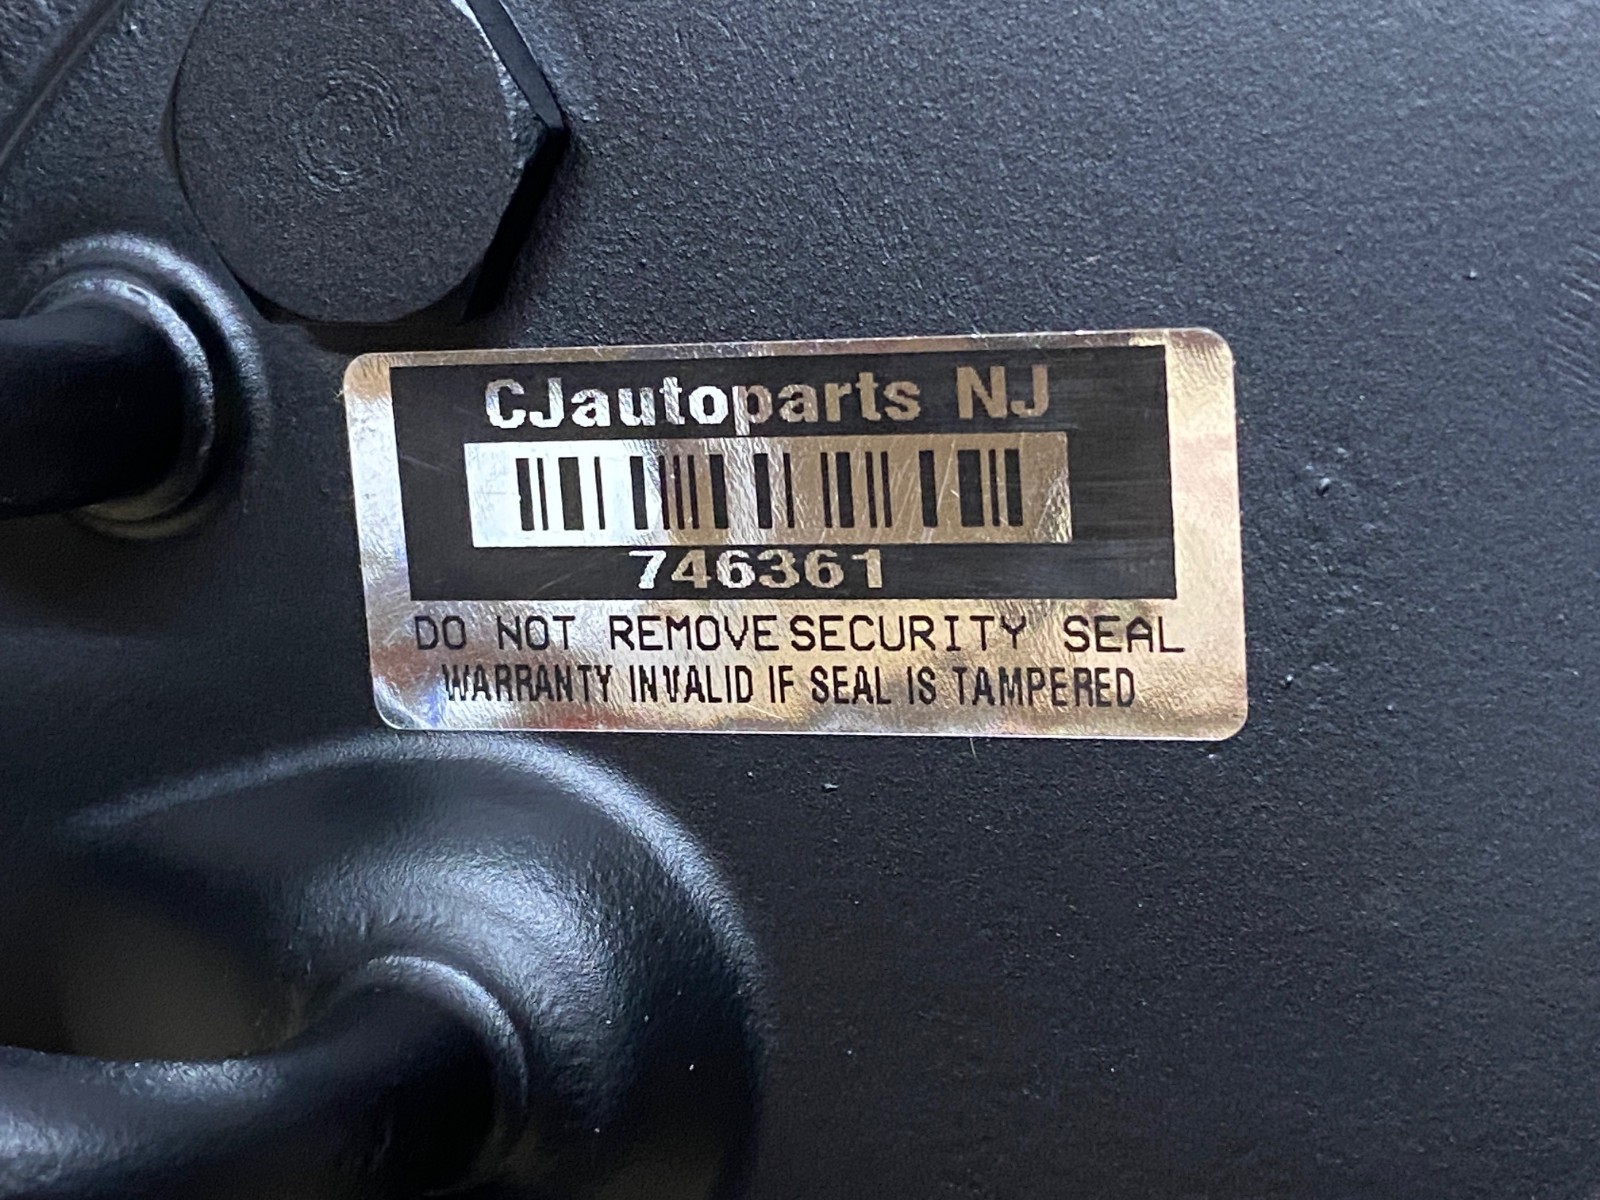 CJautoparts NJ
746361
DO NOT REMOVE SECURITY SEAL
WARRANTY INVALID IF SEAL IS TAMPERED